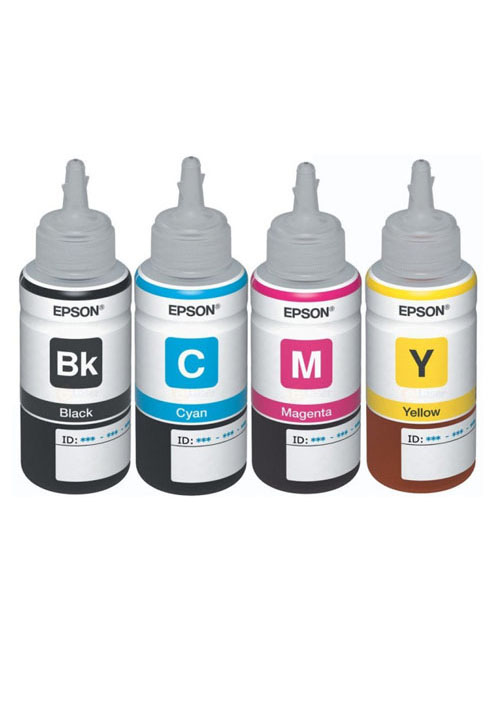 EPSON®
Bk
Black
ID: *** - *** -
EPSON®
C
Cyan
ID: *** - *** -
EPSON®
M
Magenta
ID: *** - *** -
EPSON®
Y
Yellow
ID: *** - *** -